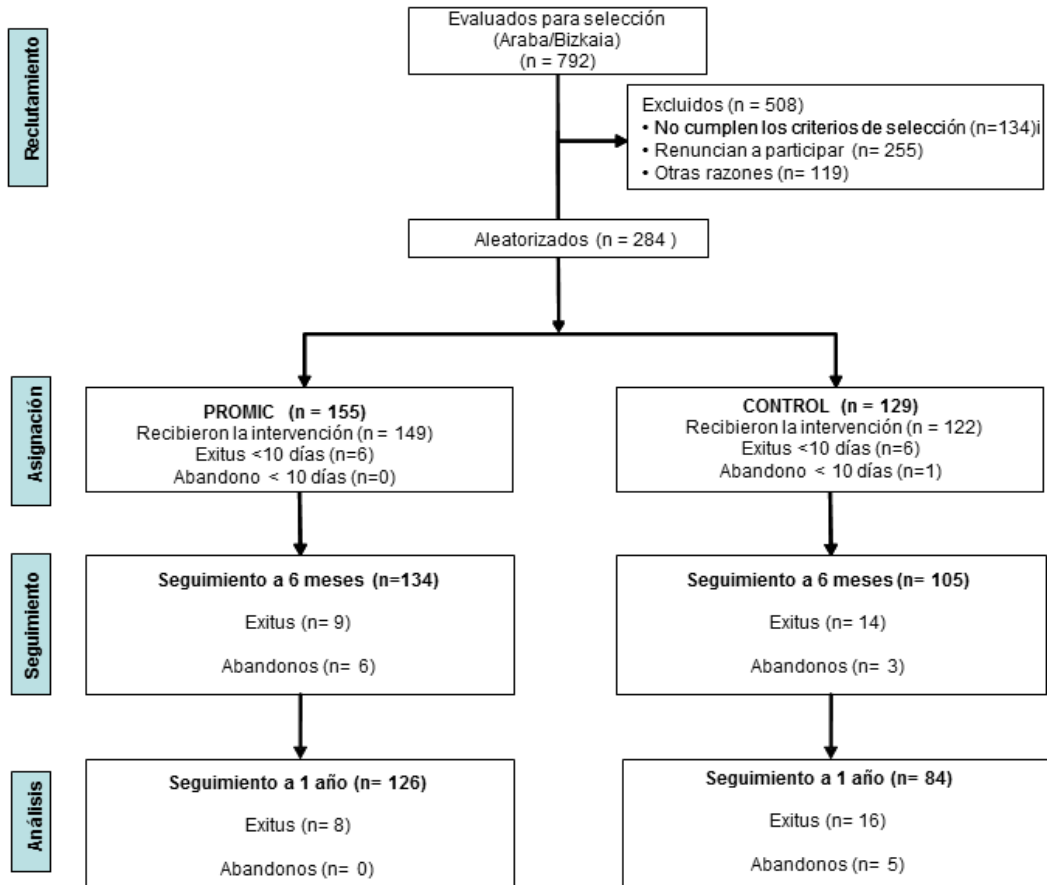 Reclutamiento
Evaluados para selección
(Araba/Bizkaia)
(n = 792)
Excluidos (n = 508)
• No cumplen los criterios de selección (n=134)i
• Renuncian a participar (n= 255)
• Otras razones (n= 119)
Aleatorizados (n = 284 )
Asignación
PROMIC (n = 155)
Recibieron la intervención (n = 149)
Exitus <10 días (n=6)
Abandono < 10 días (n=0)
CONTROL (n = 129)
Recibieron la intervención (n = 122)
Exitus <10 días (n=6)
Abandono < 10 días (n=1)
Seguimiento
Seguimiento a 6 meses (n=134)
Exitus (n= 9)
Abandonos (n= 6)
Seguimiento a 6 meses (n= 105)
Exitus (n= 14)
Abandonos (n= 3)
Análisis
Seguimiento a 1 año (n= 126)
Exitus (n= 8)
Abandonos (n= 0)
Seguimiento a 1 año (n= 84)
Exitus (n= 16)
Abandonos (n= 5)